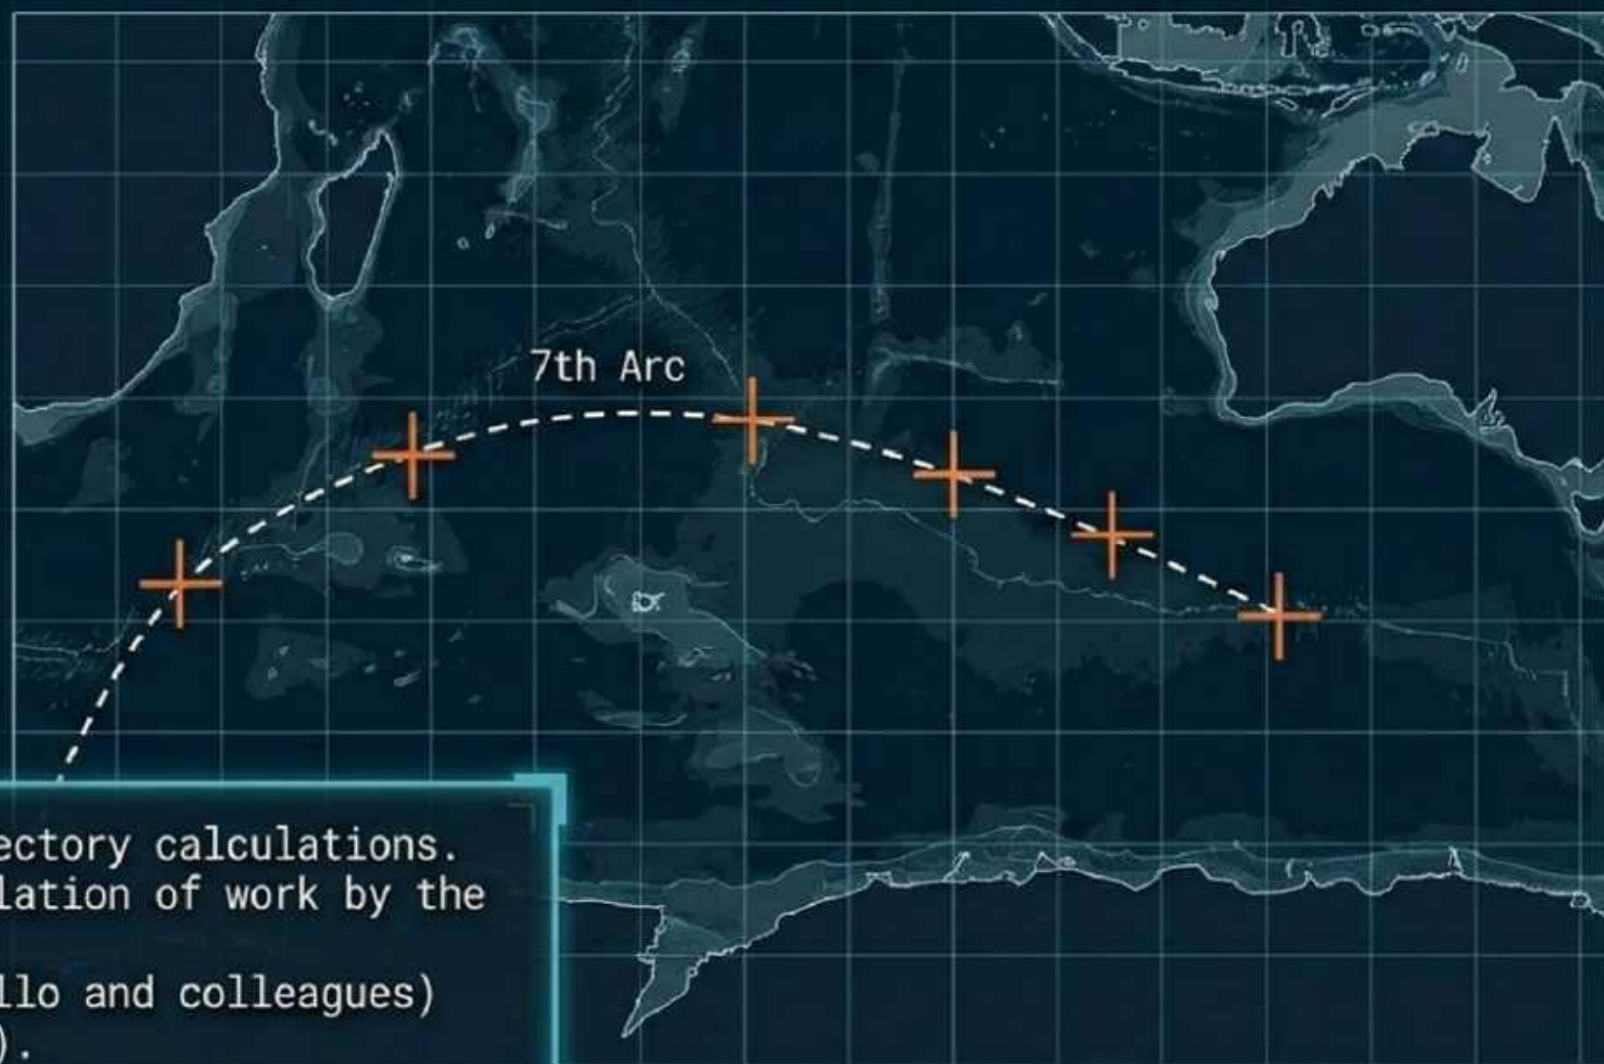 7th Arc
ectory calculations.
lation of work by the
llo and colleagues)
).